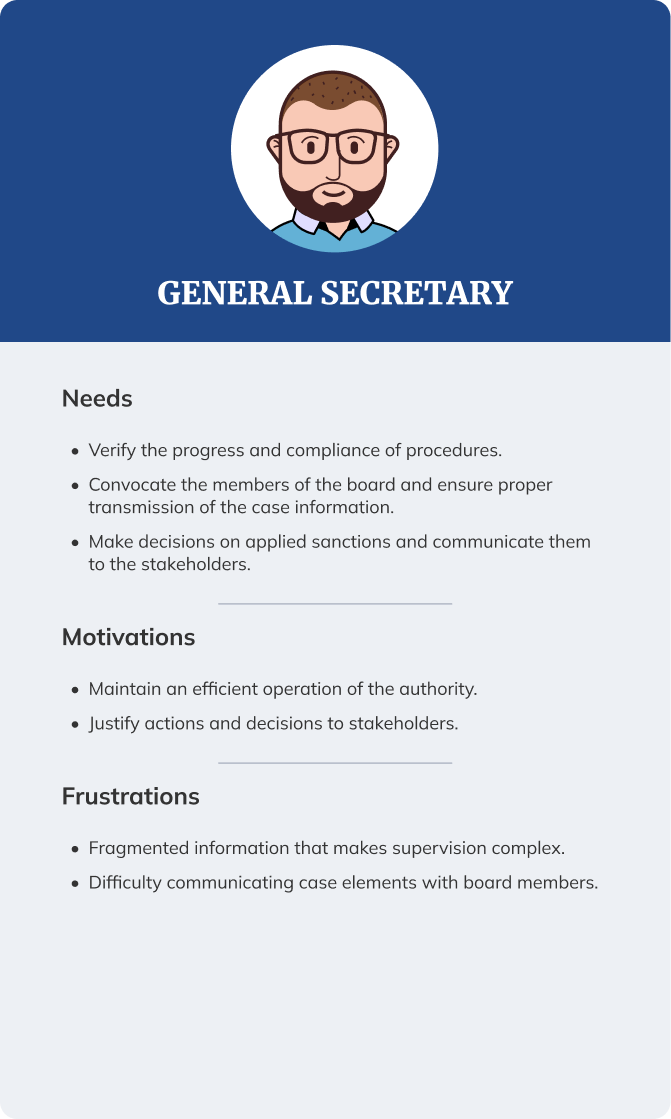 GENERAL SECRETARY
Needs
• Verify the progress and compliance of procedures.
• Convocate the members of the board and ensure proper
transmission of the case information.
• Make decisions on applied sanctions and communicate them
to the stakeholders.
Motivations
• Maintain an efficient operation of the authority.
• Justify actions and decisions to stakeholders.
Frustrations
• Fragmented information that makes supervision complex.
• Difficulty communicating case elements with board members.